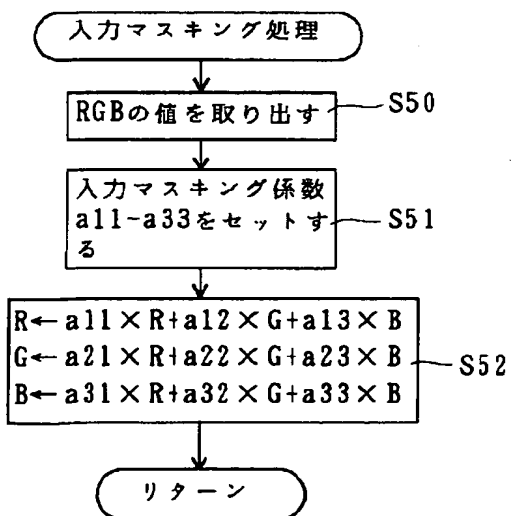 入力マスキング処理
RGBの値を取り出す
S50
入力マスキング係数
a11-a33をセットす
る
S51
R←a11×R+a12×G+a13×B
G←a21×R+a22×G+a23×B
B←a31×R+a32×G+a33×B
S52
リターン